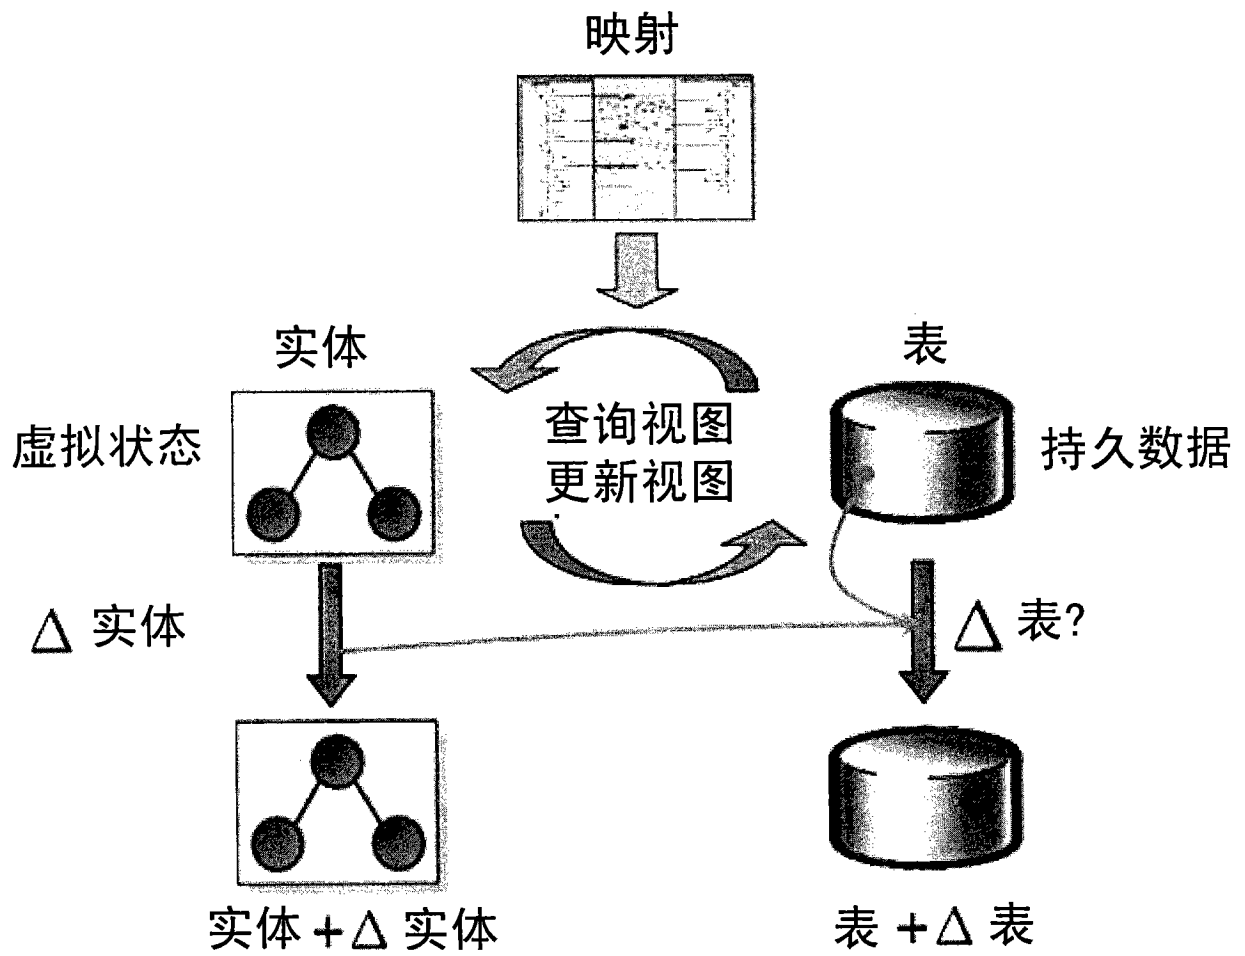 映射
实体
表
虚拟状态
查询视图
更新视图
持久数据
△ 实体
△ 表?
实体+△ 实体
表+△ 表